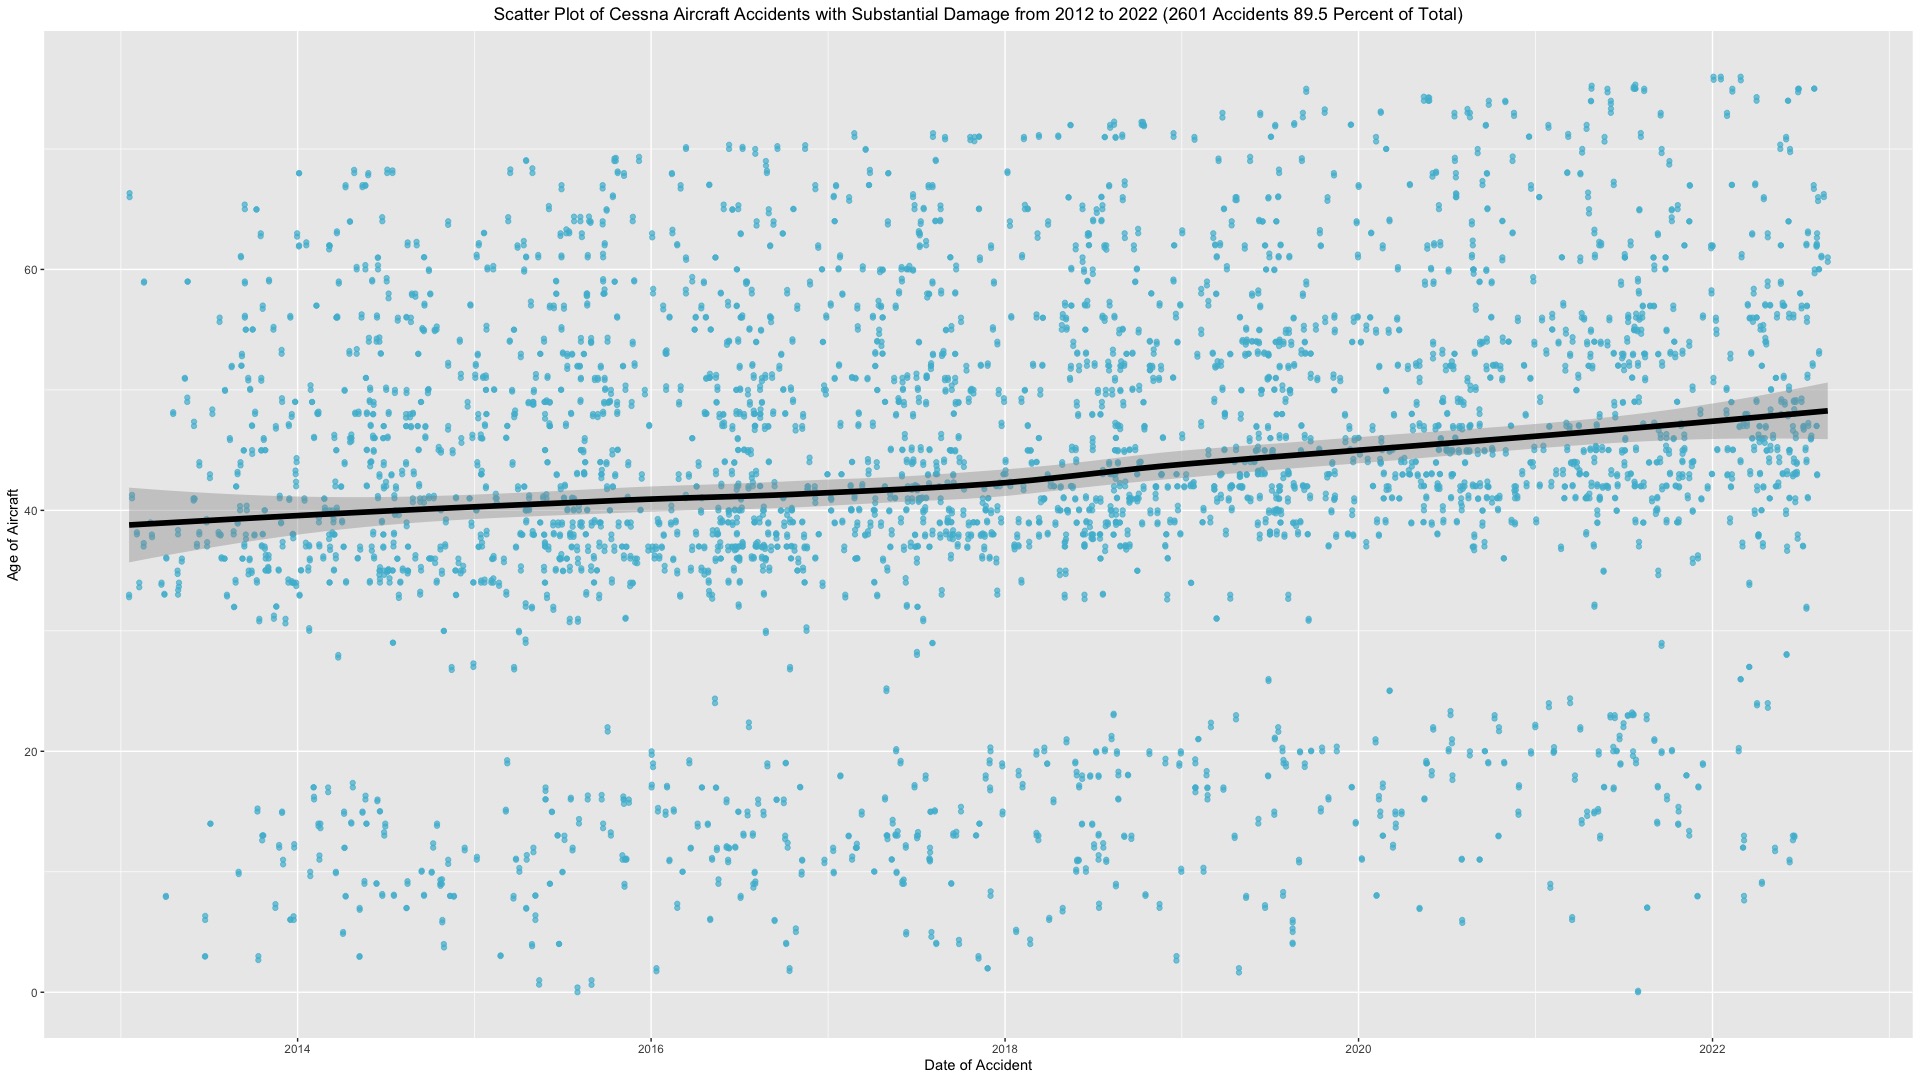 Scatter Plot of Cessna Aircraft Accidents with Substantial Damage from 2012 to 2022 (2601 Accidents 89.5 Percent of Total)
Age of Aircraft
60
40
20
0
2014 2016 2018 2020 2022
Date of Accident